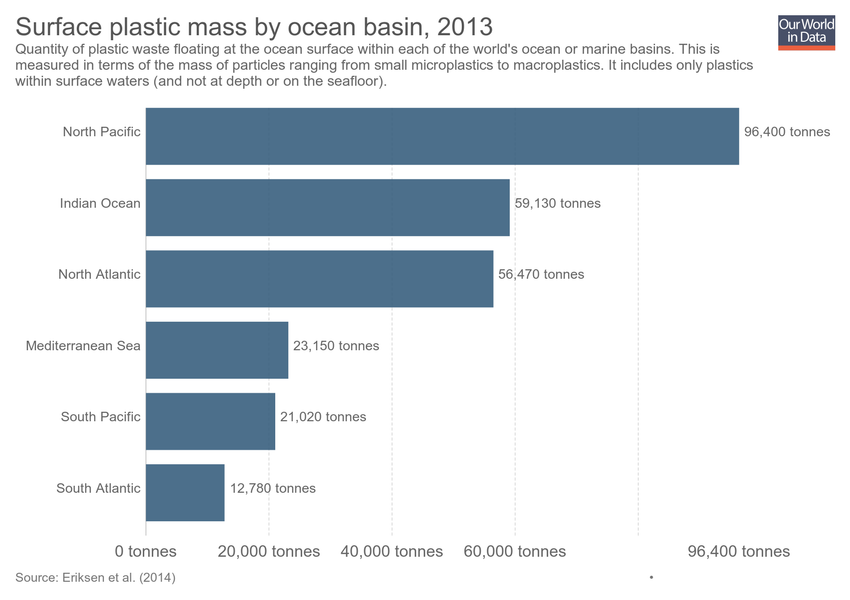 Surface plastic mass by ocean basin, 2013
Our World
in Data
Quantity of plastic waste floating at the ocean surface within each of the world's ocean or marine basins. This is
measured in terms of the mass of particles ranging from small microplastics to macroplastics. It includes only plastics
within surface waters (and not at depth or on the seafloor).
North Pacific 96,400 tonnes
Indian Ocean 59,130 tonnes
North Atlantic 56,470 tonnes
Mediterranean Sea 23,150 tonnes
South Pacific 21,020 tonnes
South Atlantic 12,780 tonnes
0 tonnes 20,000 tonnes 40,000 tonnes 60,000 tonnes 96,400 tonnes
Source: Eriksen et al. (2014) •